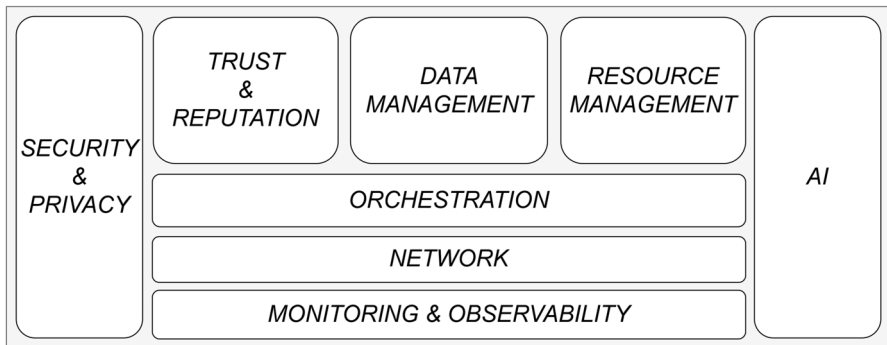 SECURITY
&
PRIVACY
TRUST
&
REPUTATION
DATA
MANAGEMENT
RESOURCE
MANAGEMENT
ORCHESTRATION
NETWORK
MONITORING & OBSERVABILITY
AI